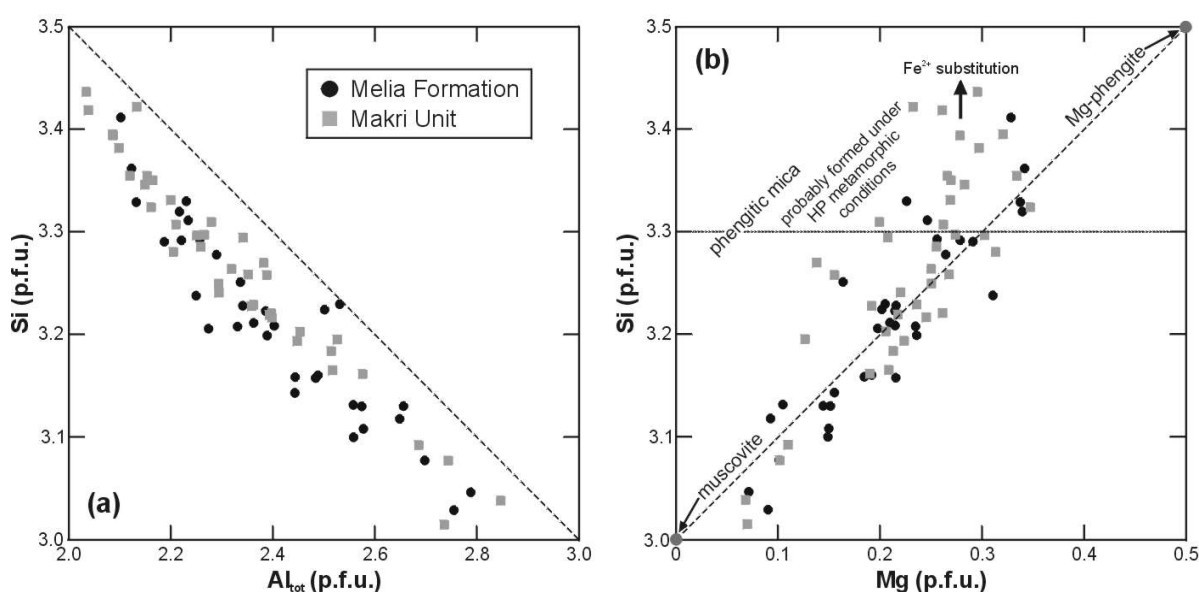 3.5
3.4
3.3
3.2
3.1
3.0
Si (p.f.u.)
2.0
2.2
2.4
2.6
2.8
3.0
Al_tot (p.f.u.)
(a)
Melia Formation
Makri Unit
3.5
3.4
3.3
3.2
3.1
3.0
Si (p.f.u.)
0
0.1
0.2
0.3
0.4
0.5
Mg (p.f.u.)
(b)
Fe²⁺ substitution
Mg-phengite
phengitic mica
probably formed under
HP metamorphic
conditions
muscovite